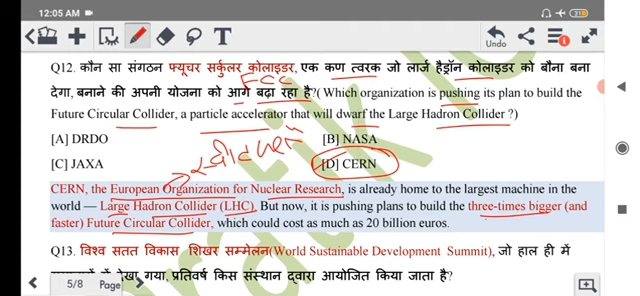 12:05 AM
31
Undo
Q12. कौन सा संगठन फ्यूचर सर्कुलर कोलाइडर, एक कण त्वरक जो लार्ज हैड्रॉन कोलाइडर को बौना बना
FCC
देगा, बनाने की अपनी योजना को आगे बढ़ा रहा है?( Which organization is pushing its plan to build the
Future Circular Collider, a particle accelerator that will dwarf the Large Hadron Collider ?)
[A] DRDO [B] NASA
[C] JAXA [D] CERN
CERN, the European Organization for Nuclear Research, is already home to the largest machine in the
world — Large Hadron Collider (LHC). But now, it is pushing plans to build the three-times bigger (and
faster) Future Circular Collider, which could cost as much as 20 billion euros.
Q13. विश्व सतत विकास शिखर सम्मेलन(World Sustainable Development Summit), जो हाल ही में
देखा गया, प्रतिवर्ष किस संस्थान द्वारा आयोजित किया जाता है?
5/8 Page